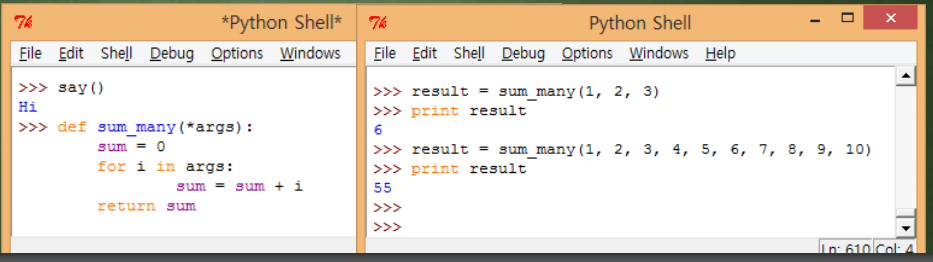 *Python Shell*
File Edit Shell Debug Options Windows
>>> say()
Hi
>>> def sum_many(*args):
        sum = 0
        for i in args:
                sum = sum + i
        return sum
Python Shell
File Edit Shell Debug Options Windows Help
>>> result = sum_many(1, 2, 3)
>>> print result
6
>>> result = sum_many(1, 2, 3, 4, 5, 6, 7, 8, 9, 10)
>>> print result
55
>>>
>>>
Ln: 610 Col: 4